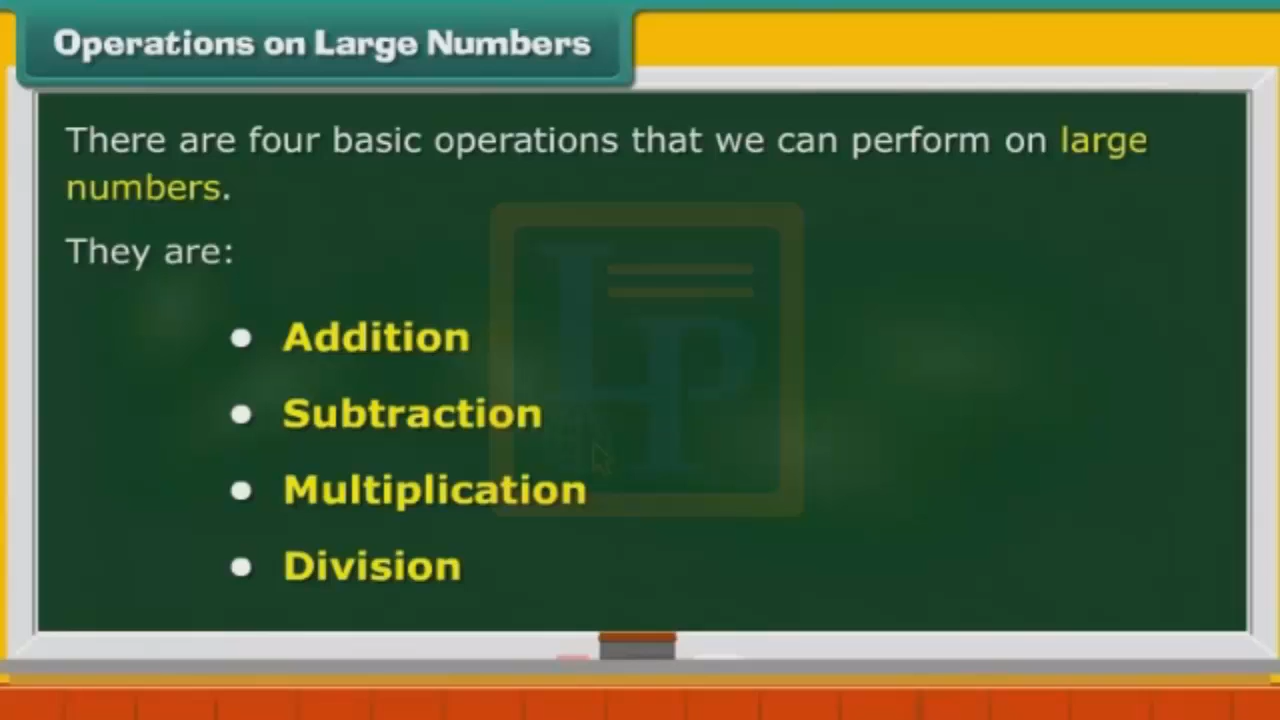 Operations on Large Numbers
There are four basic operations that we can perform on large
numbers.
They are:
• Addition
• Subtraction
• Multiplication
• Division
LP